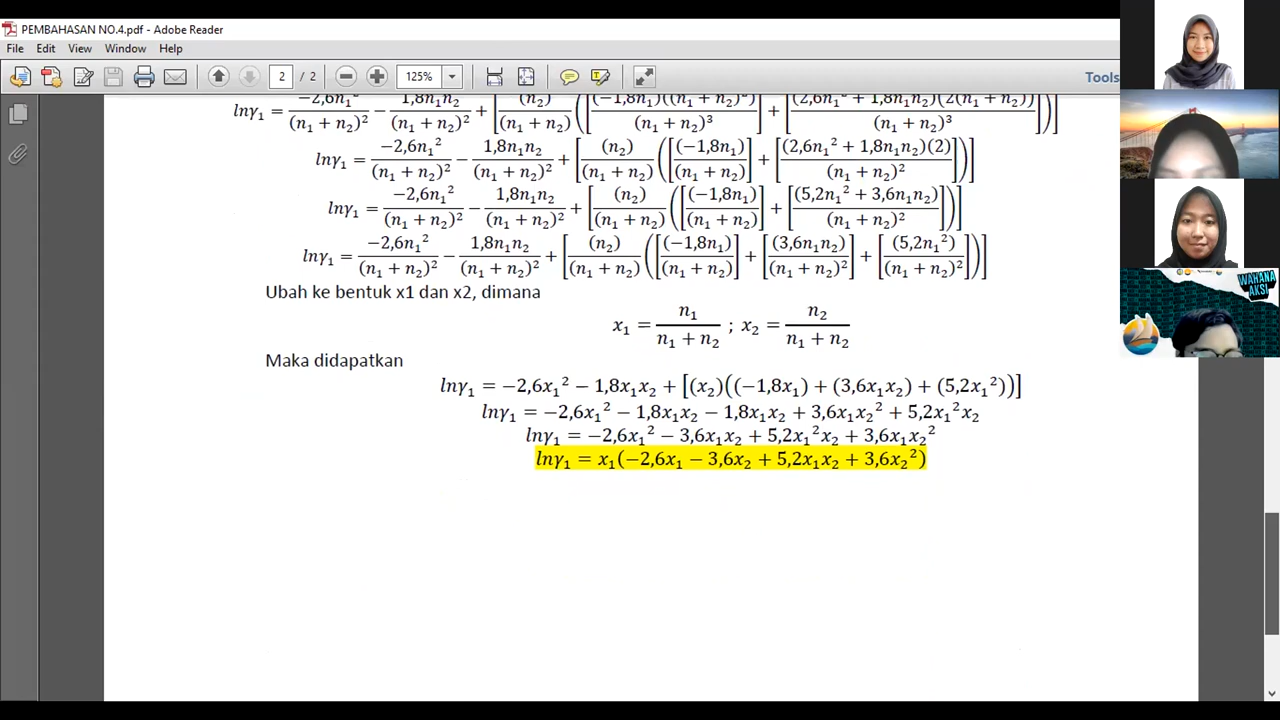 PEMBAHASAN NO.4.pdf - Adobe Reader
File Edit View Window Help
2 / 2 125% Tools
lnγ₁ = −2,6n₁²/(n₁ + n₂)² − 1,8n₁n₂/(n₁ + n₂)² + [(n₂)/(n₁ + n₂) ([(−1,8n₁)((n₁ + n₂)²)/(n₁ + n₂)³] + [(2,6n₁² + 1,8n₁n₂)(2(n₁ + n₂))/(n₁ + n₂)³])]
lnγ₁ = −2,6n₁²/(n₁ + n₂)² − 1,8n₁n₂/(n₁ + n₂)² + [(n₂)/(n₁ + n₂) ([(−1,8n₁)/(n₁ + n₂)] + [(2,6n₁² + 1,8n₁n₂)(2)/(n₁ + n₂)²])]
lnγ₁ = −2,6n₁²/(n₁ + n₂)² − 1,8n₁n₂/(n₁ + n₂)² + [(n₂)/(n₁ + n₂) ([(−1,8n₁)/(n₁ + n₂)] + [(5,2n₁² + 3,6n₁n₂)/(n₁ + n₂)²])]
lnγ₁ = −2,6n₁²/(n₁ + n₂)² − 1,8n₁n₂/(n₁ + n₂)² + [(n₂)/(n₁ + n₂) ([(−1,8n₁)/(n₁ + n₂)] + [(3,6n₁n₂)/(n₁ + n₂)²] + [(5,2n₁²)/(n₁ + n₂)²])]
Ubah ke bentuk x1 dan x2, dimana
x₁ = n₁/(n₁ + n₂) ; x₂ = n₂/(n₁ + n₂)
Maka didapatkan
lnγ₁ = −2,6x₁² − 1,8x₁x₂ + [(x₂)((−1,8x₁) + (3,6x₁x₂) + (5,2x₁²))]
lnγ₁ = −2,6x₁² − 1,8x₁x₂ − 1,8x₁x₂ + 3,6x₁x₂² + 5,2x₁²x₂
lnγ₁ = −2,6x₁² − 3,6x₁x₂ + 5,2x₁²x₂ + 3,6x₁x₂²
lnγ₁ = x₁(−2,6x₁ − 3,6x₂ + 5,2x₁x₂ + 3,6x₂²)
WAHANA
AKSI